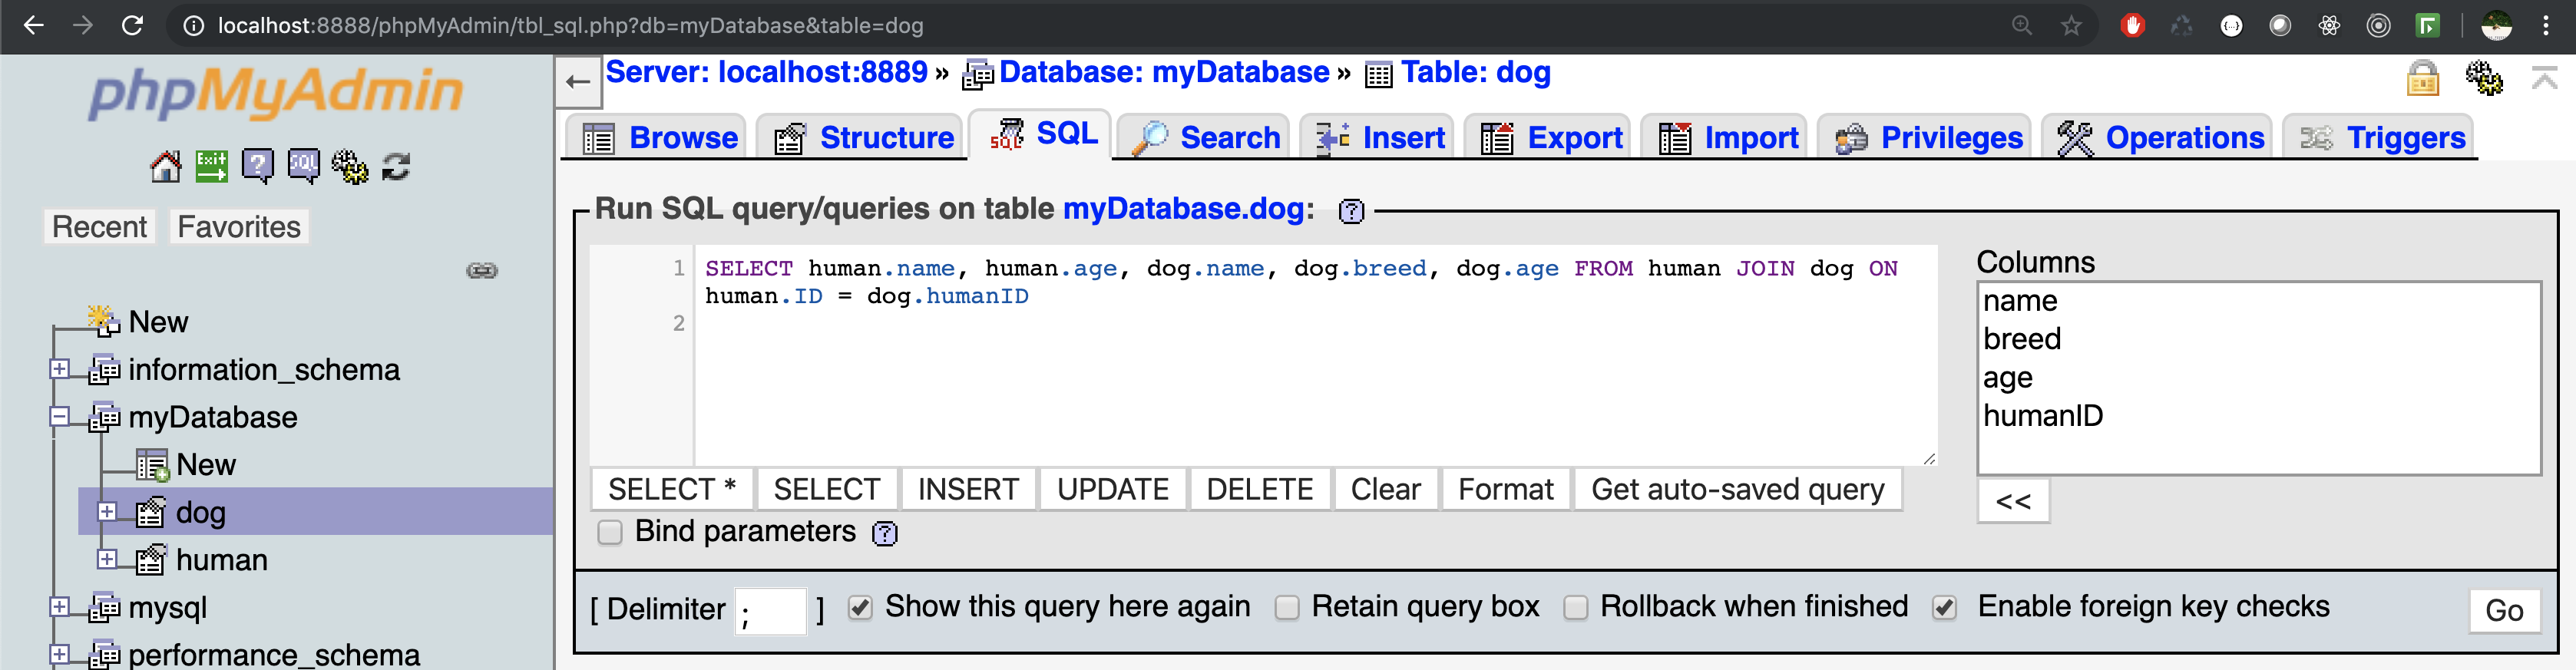 localhost:8888/phpMyAdmin/tbl_sql.php?db=myDatabase&table=dog
phpMyAdmin
Exit
?
SQL
Recent
Favorites
New
information_schema
myDatabase
New
dog
human
mysql
performance_schema
Server: localhost:8889 » Database: myDatabase » Table: dog
Browse
Structure
SQL
Search
Insert
Export
Import
Privileges
Operations
Triggers
Run SQL query/queries on table myDatabase.dog: ?
1 SELECT human.name, human.age, dog.name, dog.breed, dog.age FROM human JOIN dog ON
human.ID = dog.humanID
2
SELECT *
SELECT
INSERT
UPDATE
DELETE
Clear
Format
Get auto-saved query
Bind parameters ?
Columns
name
breed
age
humanID
<<
[ Delimiter ; ] Show this query here again Retain query box Rollback when finished Enable foreign key checks
Go